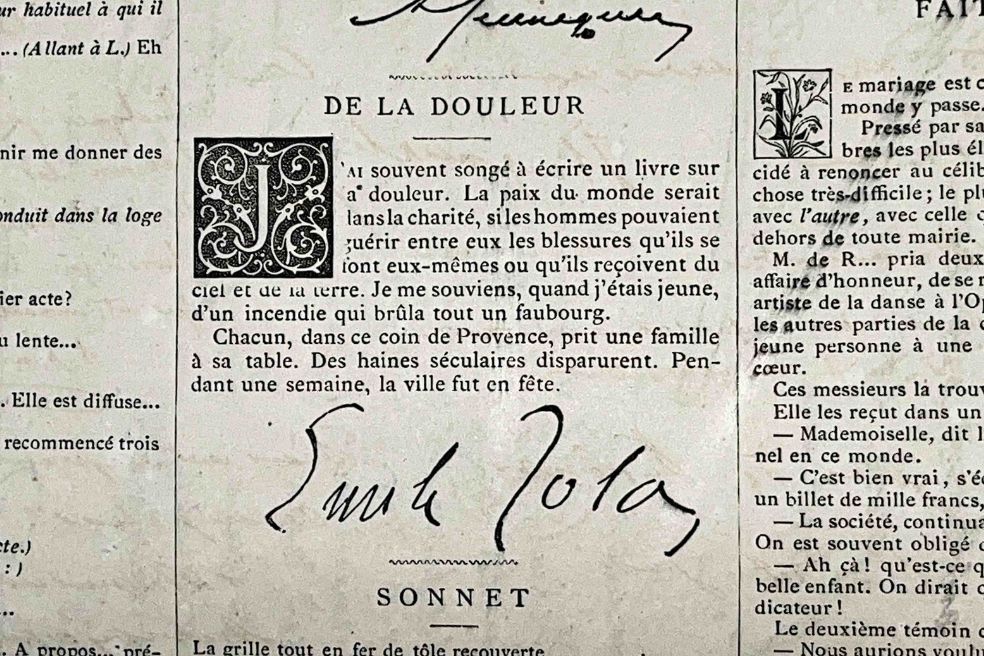 ur habituel à qui il
... (Allant à L.) Eh
nir me donner des
onduit dans la loge
ier acte?
u lente...
. Elle est diffuse...
recommencé trois
cte.)
:)
...
. A propos... pré-
DE LA DOULEUR
J'AI souvent songé à écrire un livre sur
a douleur. La paix du monde serait
dans la charité, si les hommes pouvaient
guérir entre eux les blessures qu'ils se
font eux-mêmes ou qu'ils reçoivent du
ciel et de la terre. Je me souviens, quand j'étais jeune,
d'un incendie qui brûla tout un faubourg.
Chacun, dans ce coin de Provence, prit une famille
à sa table. Des haines séculaires disparurent. Pen-
dant une semaine, la ville fut en fête.
Emile Zola
SONNET
La grille tout en fer de tôle recouverte
FAIT
LE mariage est c
monde y passe.
Pressé par sa
bres les plus él
cidé à renoncer au célib
chose très-difficile; le plu
avec l'autre, avec celle c
dehors de toute mairie.
M. de R... pria deux
affaire d'honneur, de se r
artiste de la danse à l'Op
les autres parties de la c
jeune personne à une
cœur.
Ces messieurs la trouv
Elle les reçut dans un
— Mademoiselle, dit l
nel en ce monde.
— C'est bien vrai, s'éc
un billet de mille francs,
— La société, continua
On est souvent obligé d
— Ah çà! qu'est-ce q
belle enfant. On dirait c
dicateur!
Le deuxième témoin c
— Nous aurions voulu